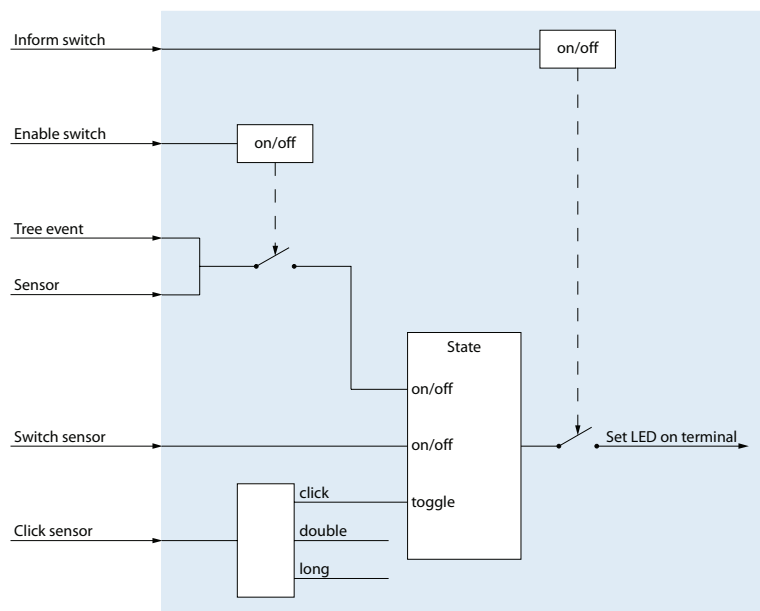 Inform switch
on/off
Enable switch
on/off
Tree event
Sensor
State
on/off
Switch sensor
on/off
Set LED on terminal
click
toggle
Click sensor
double
long